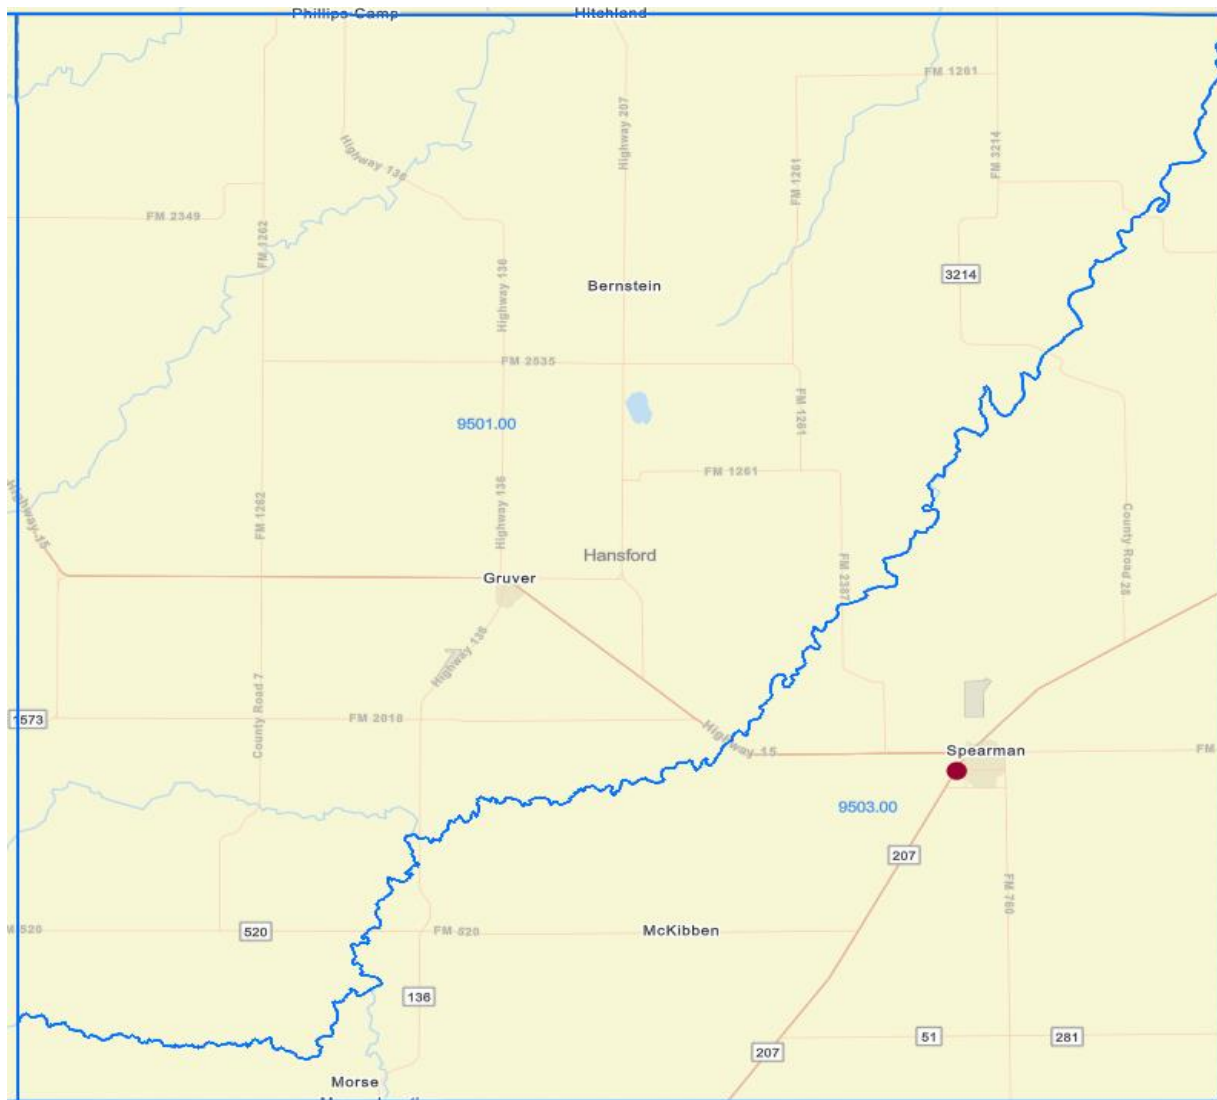 Phillips Camp
Hitchland
FM 1261
Highway 207
FM 3214
Highway 136
FM 1261
FM 2349
FM 1262
Highway 136
3214
Bernstein
FM 2535
FM 1261
9501.00
FM 1261
Highway 136
Highway 15
FM 1262
County Road 28
Hansford
FM 2387
Gruver
Highway 136
County Road 7
1573
FM 2018
Highway 15
Spearman
FM
9503.00
207
FM 760
FM 520
520
FM 520
McKibben
136
51
281
207
Morse